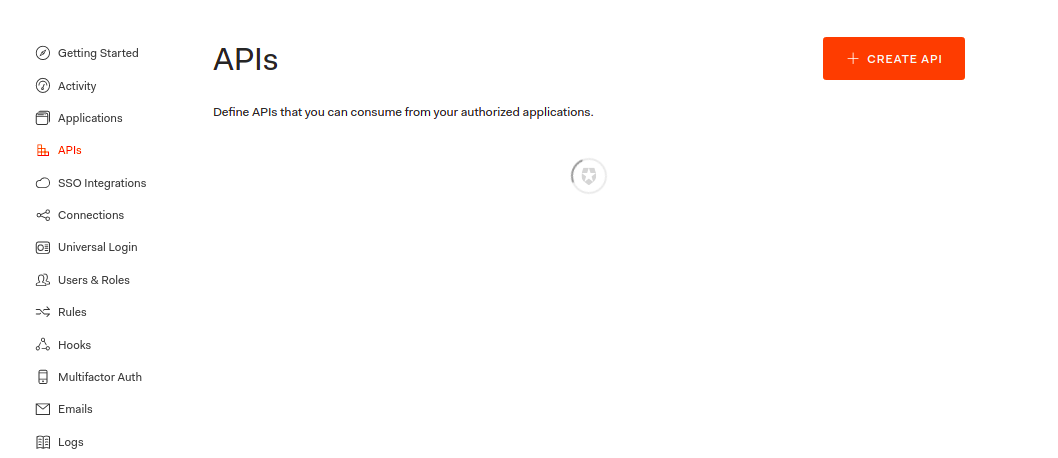 Getting Started
Activity
Applications
APIs
SSO Integrations
Connections
Universal Login
Users & Roles
Rules
Hooks
Multifactor Auth
Emails
Logs
APIs
CREATE API
Define APIs that you can consume from your authorized applications.